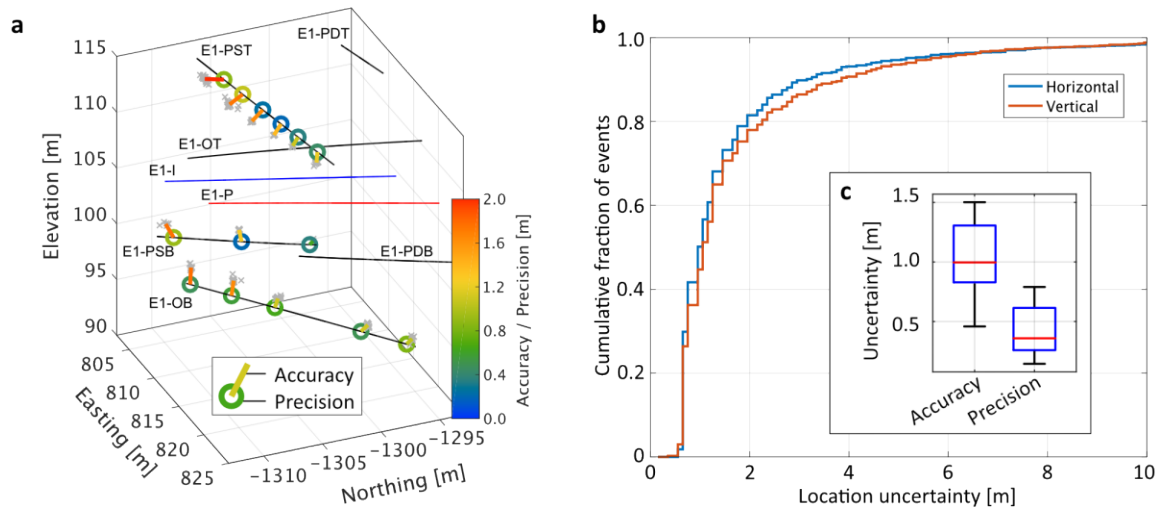 a
115
110
105
100
95
90
Elevation [m]
E1-PST
E1-PDT
E1-OT
E1-I
E1-P
E1-PSB
E1-PDB
E1-OB
2.0
1.6
1.2
0.8
0.4
0.0
Accuracy / Precision [m]
Accuracy
Precision
805
810
815
820
825
Easting [m]
−1310
−1305
−1300
−1295
Northing [m]
b
1.0
0.8
0.6
0.4
0.2
0
Cumulative fraction of events
Horizontal
Vertical
0
2
4
6
8
10
Location uncertainty [m]
c
1.5
1.0
0.5
Uncertainty [m]
Accuracy
Precision